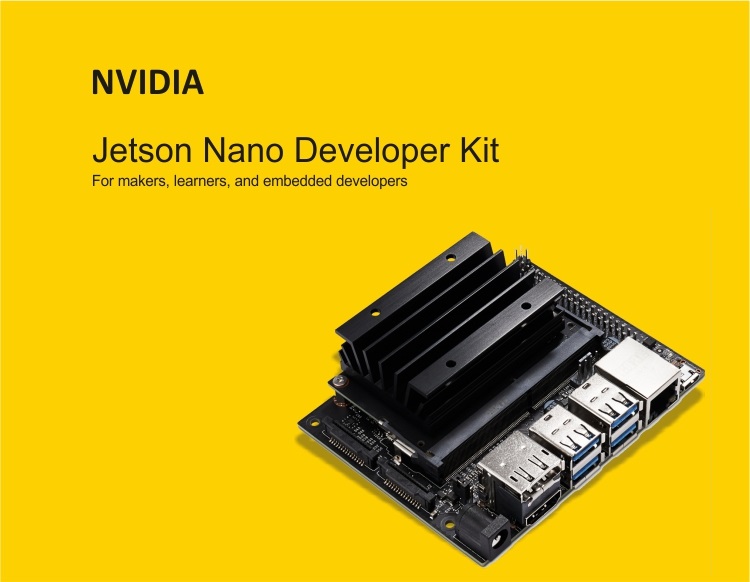 NVIDIA
Jetson Nano Developer Kit
For makers, learners, and embedded developers